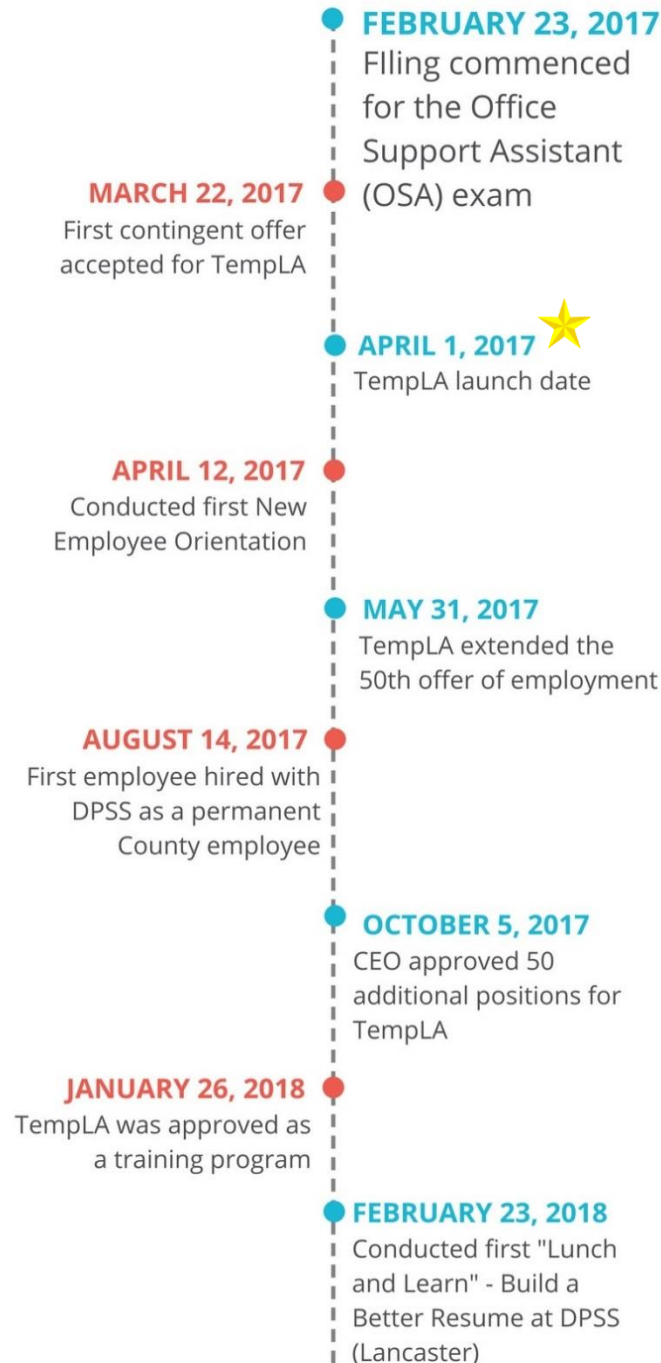 FEBRUARY 23, 2017
FIling commenced
for the Office
Support Assistant
(OSA) exam
MARCH 22, 2017
First contingent offer
accepted for TempLA
APRIL 1, 2017
TempLA launch date
APRIL 12, 2017
Conducted first New
Employee Orientation
MAY 31, 2017
TempLA extended the
50th offer of employment
AUGUST 14, 2017
First employee hired with
DPSS as a permanent
County employee
OCTOBER 5, 2017
CEO approved 50
additional positions for
TempLA
JANUARY 26, 2018
TempLA was approved as
a training program
FEBRUARY 23, 2018
Conducted first "Lunch
and Learn" - Build a
Better Resume at DPSS
(Lancaster)